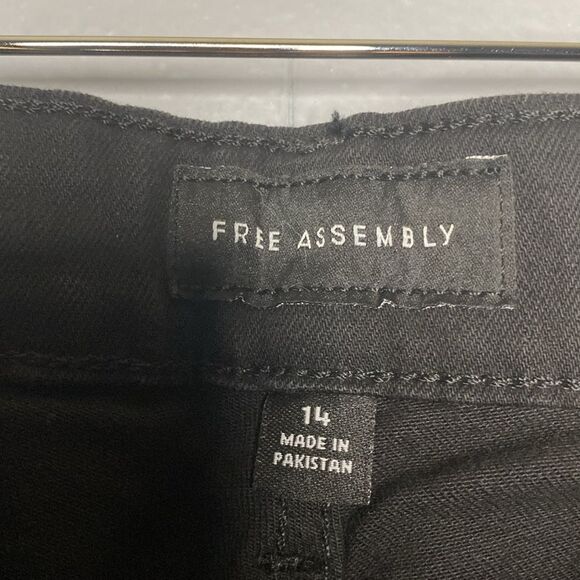 FREE ASSEMBLY
14
MADE IN
PAKISTAN